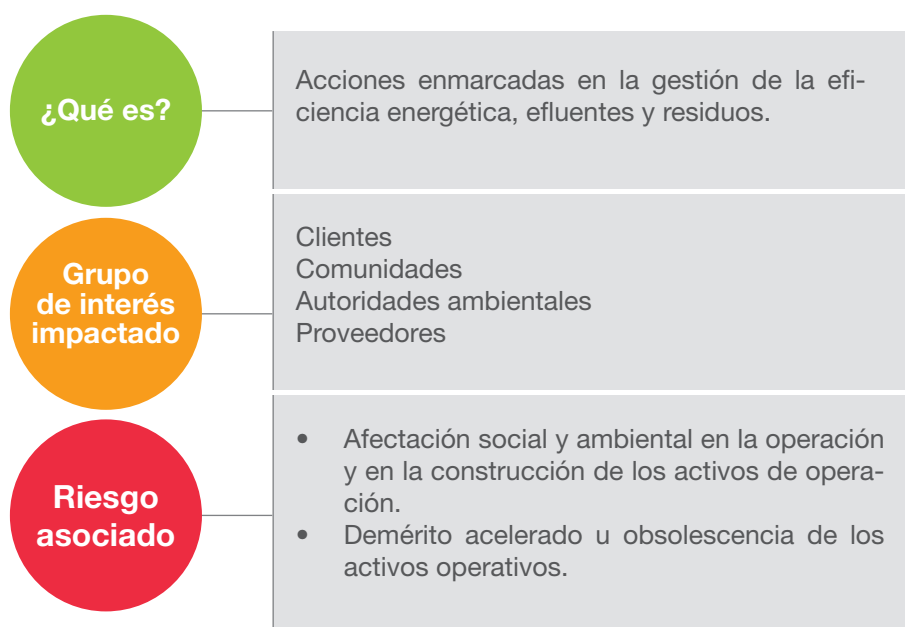 ¿Qué es?
Acciones enmarcadas en la gestión de la efi-
ciencia energética, efluentes y residuos.
Grupo
de interés
impactado
Clientes
Comunidades
Autoridades ambientales
Proveedores
Riesgo
asociado
• Afectación social y ambiental en la operación
y en la construcción de los activos de opera-
ción.
• Demérito acelerado u obsolescencia de los
activos operativos.